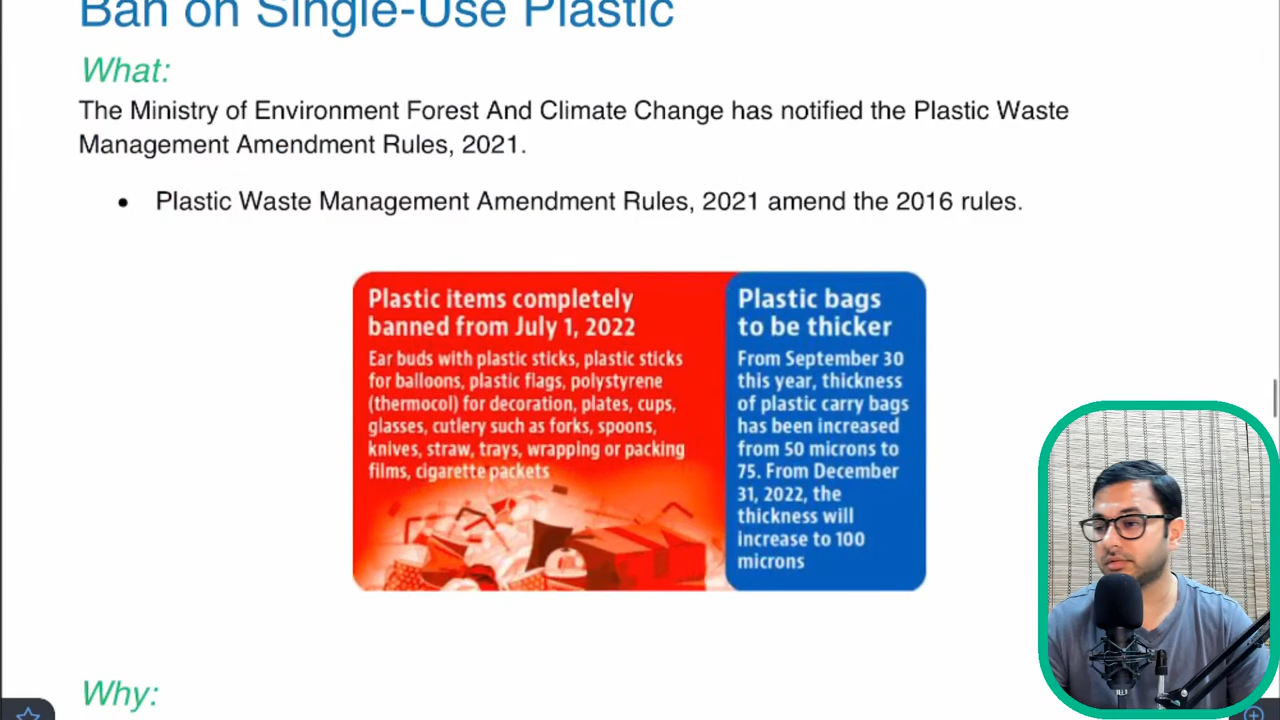 Ban on Single-Use Plastic
What:
The Ministry of Environment Forest And Climate Change has notified the Plastic Waste
Management Amendment Rules, 2021.
• Plastic Waste Management Amendment Rules, 2021 amend the 2016 rules.
Plastic items completely
banned from July 1, 2022
Ear buds with plastic sticks, plastic sticks
for balloons, plastic flags, polystyrene
(thermocol) for decoration, plates, cups,
glasses, cutlery such as forks, spoons,
knives, straw, trays, wrapping or packing
films, cigarette packets
Plastic bags
to be thicker
From September 30
this year, thickness
of plastic carry bags
has been increased
from 50 microns to
75. From December
31, 2022, the
thickness will
increase to 100
microns
Why: